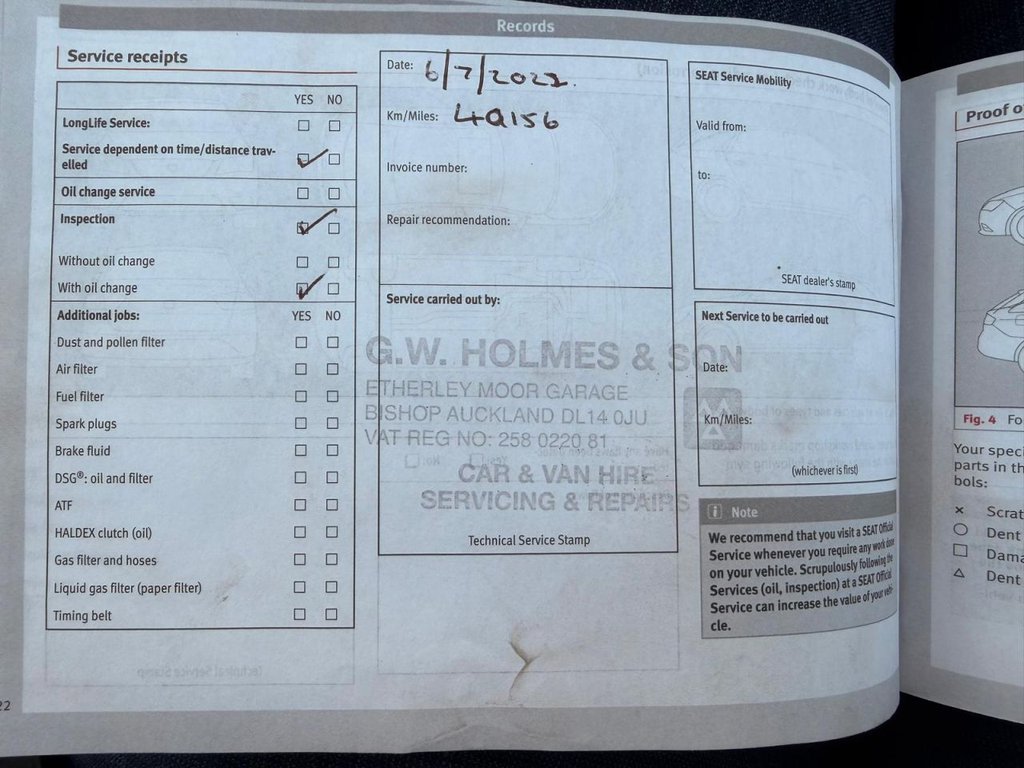 Records
Service receipts
YES NO
LongLife Service:
Service dependent on time/distance trav-
elled
Oil change service
Inspection
Without oil change
With oil change
Additional jobs: YES NO
Dust and pollen filter
Air filter
Fuel filter
Spark plugs
Brake fluid
DSG®: oil and filter
ATF
HALDEX clutch (oil)
Gas filter and hoses
Liquid gas filter (paper filter)
Timing belt
22
Date: 6/7/2022.
Km/Miles: 49156
Invoice number:
Repair recommendation:
Service carried out by:
G.W. HOLMES & SON
ETHERLEY MOOR GARAGE
BISHOP AUCKLAND DL14 0JU
VAT REG NO: 258 0220 81
CAR & VAN HIRE
SERVICING & REPAIRS
Technical Service Stamp
SEAT Service Mobility
Valid from:
to:
SEAT dealer's stamp
Next Service to be carried out
Date:
Km/Miles:
(whichever is first)
i Note
We recommend that you visit a SEAT Official
Service whenever you require any work done
on your vehicle. Scrupulously following the
Services (oil, inspection) at a SEAT Official
Service can increase the value of your vehi-
cle.
Proof o
Fig. 4 Fo
Your speci
parts in th
bols:
× Scrat
○ Dent
□ Dama
△ Dent